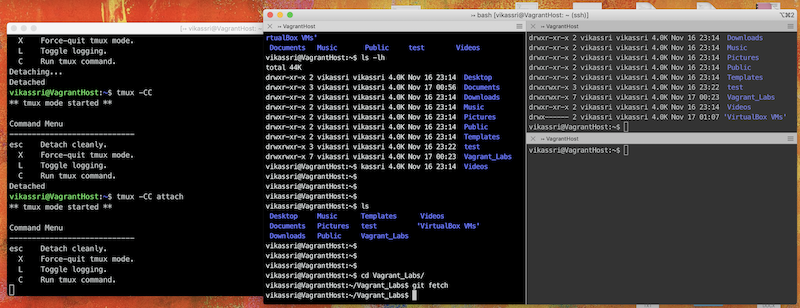 [→ VagrantHost]
X    Force-quit tmux mode.
L    Toggle logging.
C    Run tmux command.
Detaching...
Detached
vikassri@VagrantHost:~$ tmux -CC
** tmux mode started **
Command Menu
----------------------------
esc    Detach cleanly.
X    Force-quit tmux mode.
L    Toggle logging.
C    Run tmux command.
Detached
vikassri@VagrantHost:~$ tmux -CC attach
** tmux mode started **
Command Menu
----------------------------
esc    Detach cleanly.
X    Force-quit tmux mode.
L    Toggle logging.
C    Run tmux command.
→ bash [vikassri@VagrantHost: ~ (ssh)]
⌥⌘2
→ VagrantHost
rtualBox VMs'
Documents   Music   Public   test   Videos
vikassri@VagrantHost:~$ ls -lh
total 44K
drwxr-xr-x 2 vikassri vikassri 4.0K Nov 16 23:14 Desktop
drwxr-xr-x 3 vikassri vikassri 4.0K Nov 17 00:56 Documents
drwxr-xr-x 2 vikassri vikassri 4.0K Nov 16 23:14 Downloads
drwxr-xr-x 2 vikassri vikassri 4.0K Nov 16 23:14 Music
drwxr-xr-x 2 vikassri vikassri 4.0K Nov 16 23:14 Pictures
drwxr-xr-x 2 vikassri vikassri 4.0K Nov 16 23:14 Public
drwxr-xr-x 2 vikassri vikassri 4.0K Nov 16 23:14 Templates
drwxrwxr-x 3 vikassri vikassri 4.0K Nov 16 23:22 test
drwxrwxr-x 7 vikassri vikassri 4.0K Nov 17 00:23 Vagrant_Labs
drwxr-xr-x 2 kassri vikassri 4.0K Nov 16 23:14 Videos
vikassri@VagrantHost:~$
vikassri@VagrantHost:~$
vikassri@VagrantHost:~$
vikassri@VagrantHost:~$
vikassri@VagrantHost:~$ ls
Desktop   Music   Templates   Videos
Documents   Pictures   test   'VirtualBox VMs'
Downloads   Public   Vagrant_Labs
vikassri@VagrantHost:~$
vikassri@VagrantHost:~$
vikassri@VagrantHost:~$
vikassri@VagrantHost:~$ cd Vagrant_Labs/
vikassri@VagrantHost:~/Vagrant_Labs$ git fetch
vikassri@VagrantHost:~/Vagrant_Labs$
→ VagrantHost
drwxr-xr-x 2 vikassri vikassri 4.0K Nov 16 23:14 Downloads
drwxr-xr-x 2 vikassri vikassri 4.0K Nov 16 23:14 Music
drwxr-xr-x 2 vikassri vikassri 4.0K Nov 16 23:14 Pictures
drwxr-xr-x 2 vikassri vikassri 4.0K Nov 16 23:14 Public
drwxr-xr-x 2 vikassri vikassri 4.0K Nov 16 23:14 Templates
drwxrwxr-x 3 vikassri vikassri 4.0K Nov 16 23:22 test
drwxrwxr-x 7 vikassri vikassri 4.0K Nov 17 00:23 Vagrant_Labs
drwxr-xr-x 2 vikassri vikassri 4.0K Nov 16 23:14 Videos
drwx------ 2 vikassri vikassri 4.0K Nov 17 01:07 'VirtualBox VMs'
vikassri@VagrantHost:~$
→ VagrantHost
vikassri@VagrantHost:~$